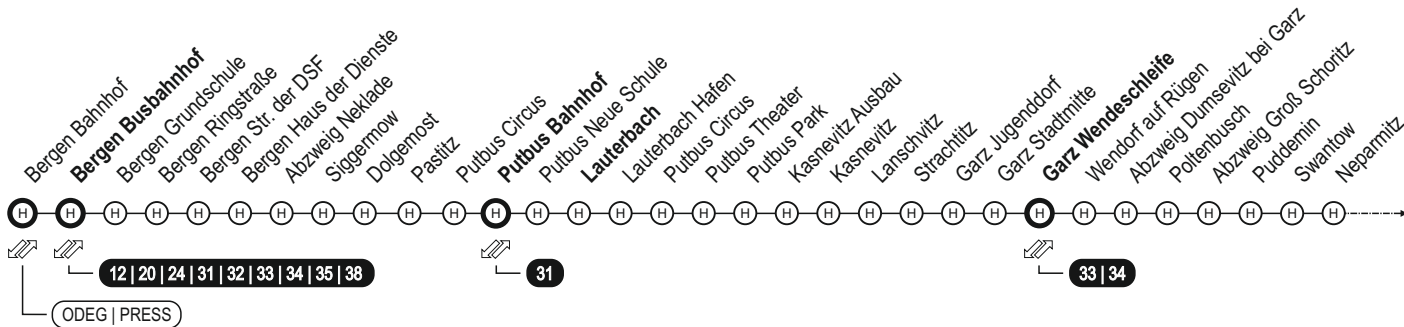 Bergen Bahnhof
Bergen Busbahnhof
Bergen Grundschule
Bergen Ringstraße
Bergen Str. der DSF
Bergen Haus der Dienste
Abzweig Neklade
Siggermow
Dolgemost
Pastitz
Putbus Circus
Putbus Bahnhof
Putbus Neue Schule
Lauterbach
Lauterbach Hafen
Putbus Circus
Putbus Theater
Putbus Park
Kasnevitz Ausbau
Kasnevitz
Lanschvitz
Strachtitz
Garz Jugenddorf
Garz Stadtmitte
Garz Wendeschleife
Wendorf auf Rügen
Abzweig Dumsevitz bei Garz
Poltenbusch
Abzweig Groß Schoritz
Puddemin
Swantow
Neparmitz
H H H H H H H H H H H H H H H H H H H H H H H H H H H H H H H H
12 | 20 | 24 | 31 | 32 | 33 | 34 | 35 | 38
31
33 | 34
ODEG | PRESS